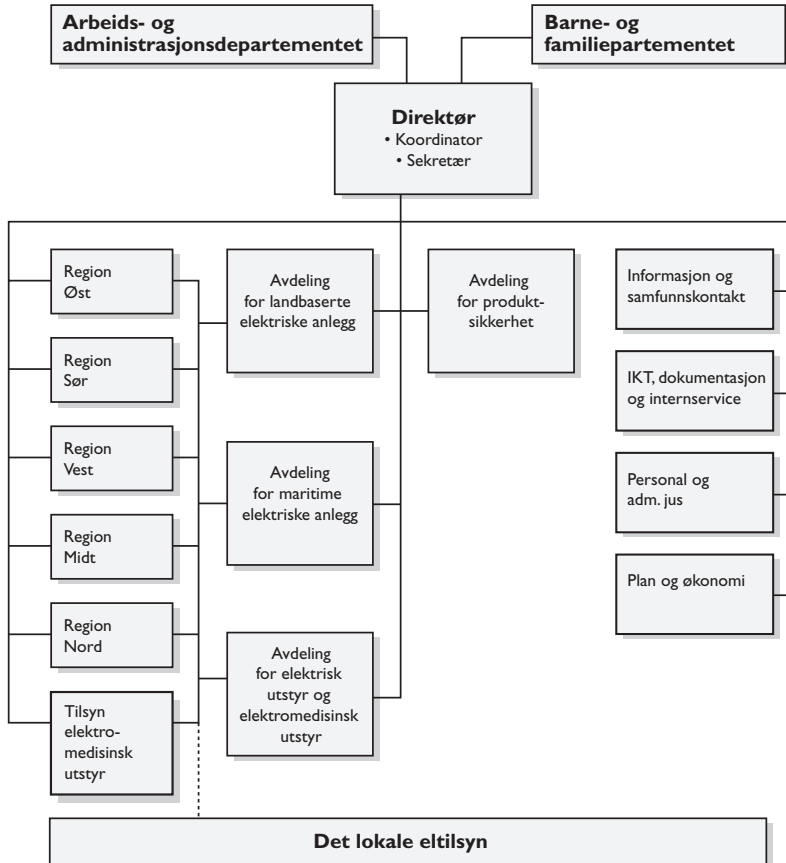 Arbeids- og
administrasjonsdepartementet
Barne- og
familiepartementet
Direktør
• Koordinator
• Sekretær
Region
Øst
Region
Sør
Region
Vest
Region
Midt
Region
Nord
Tilsyn
elektro-
medisinsk
utstyr
Avdeling
for landbaserte
elektriske anlegg
Avdeling
for maritime
elektriske anlegg
Avdeling
for elektrisk
utstyr og
elektromedisinsk
utstyr
Avdeling
for produkt-
sikkerhet
Informasjon og
samfunnskontakt
IKT, dokumentasjon
og internservice
Personal og
adm. jus
Plan og økonomi
Det lokale eltilsyn